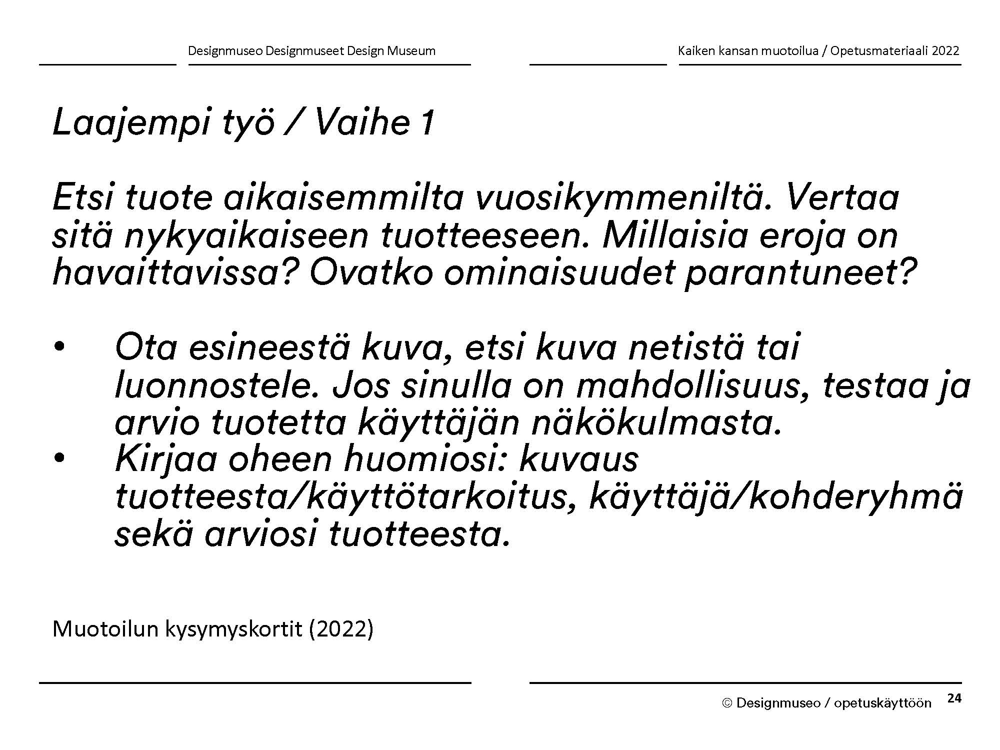 Designmuseo Designmuseet Design Museum
Kaiken kansan muotoilua / Opetusmateriaali 2022
Laajempi työ / Vaihe 1
Etsi tuote aikaisemmilta vuosikymmeniltä. Vertaa
sitä nykyaikaiseen tuotteeseen. Millaisia eroja on
havaittavissa? Ovatko ominaisuudet parantuneet?
• Ota esineestä kuva, etsi kuva netistä tai
luonnostele. Jos sinulla on mahdollisuus, testaa ja
arvio tuotetta käyttäjän näkökulmasta.
• Kirjaa oheen huomiosi: kuvaus
tuotteesta/käyttötarkoitus, käyttäjä/kohderyhmä
sekä arviosi tuotteesta.
Muotoilun kysymyskortit (2022)
© Designmuseo / opetuskäyttöön
24